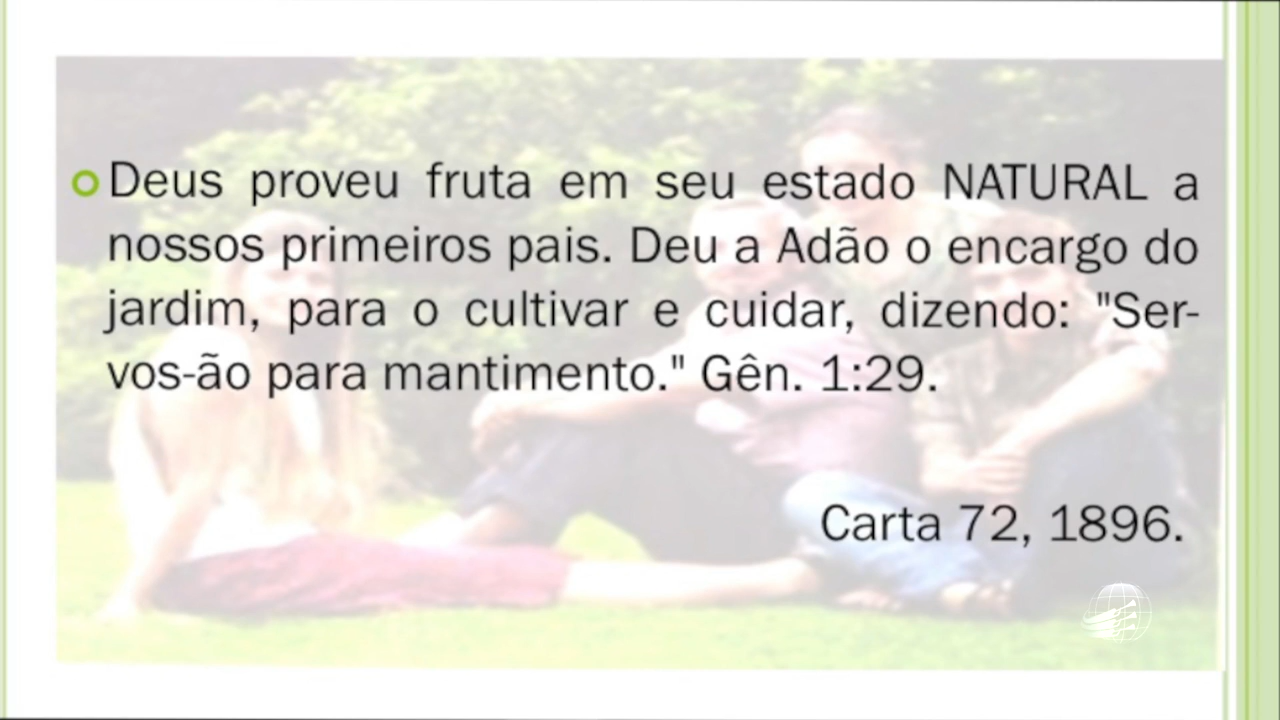 Deus proveu fruta em seu estado NATURAL a
nossos primeiros pais. Deu a Adão o encargo do
jardim, para o cultivar e cuidar, dizendo: "Ser-
vos-ão para mantimento." Gên. 1:29.
Carta 72, 1896.